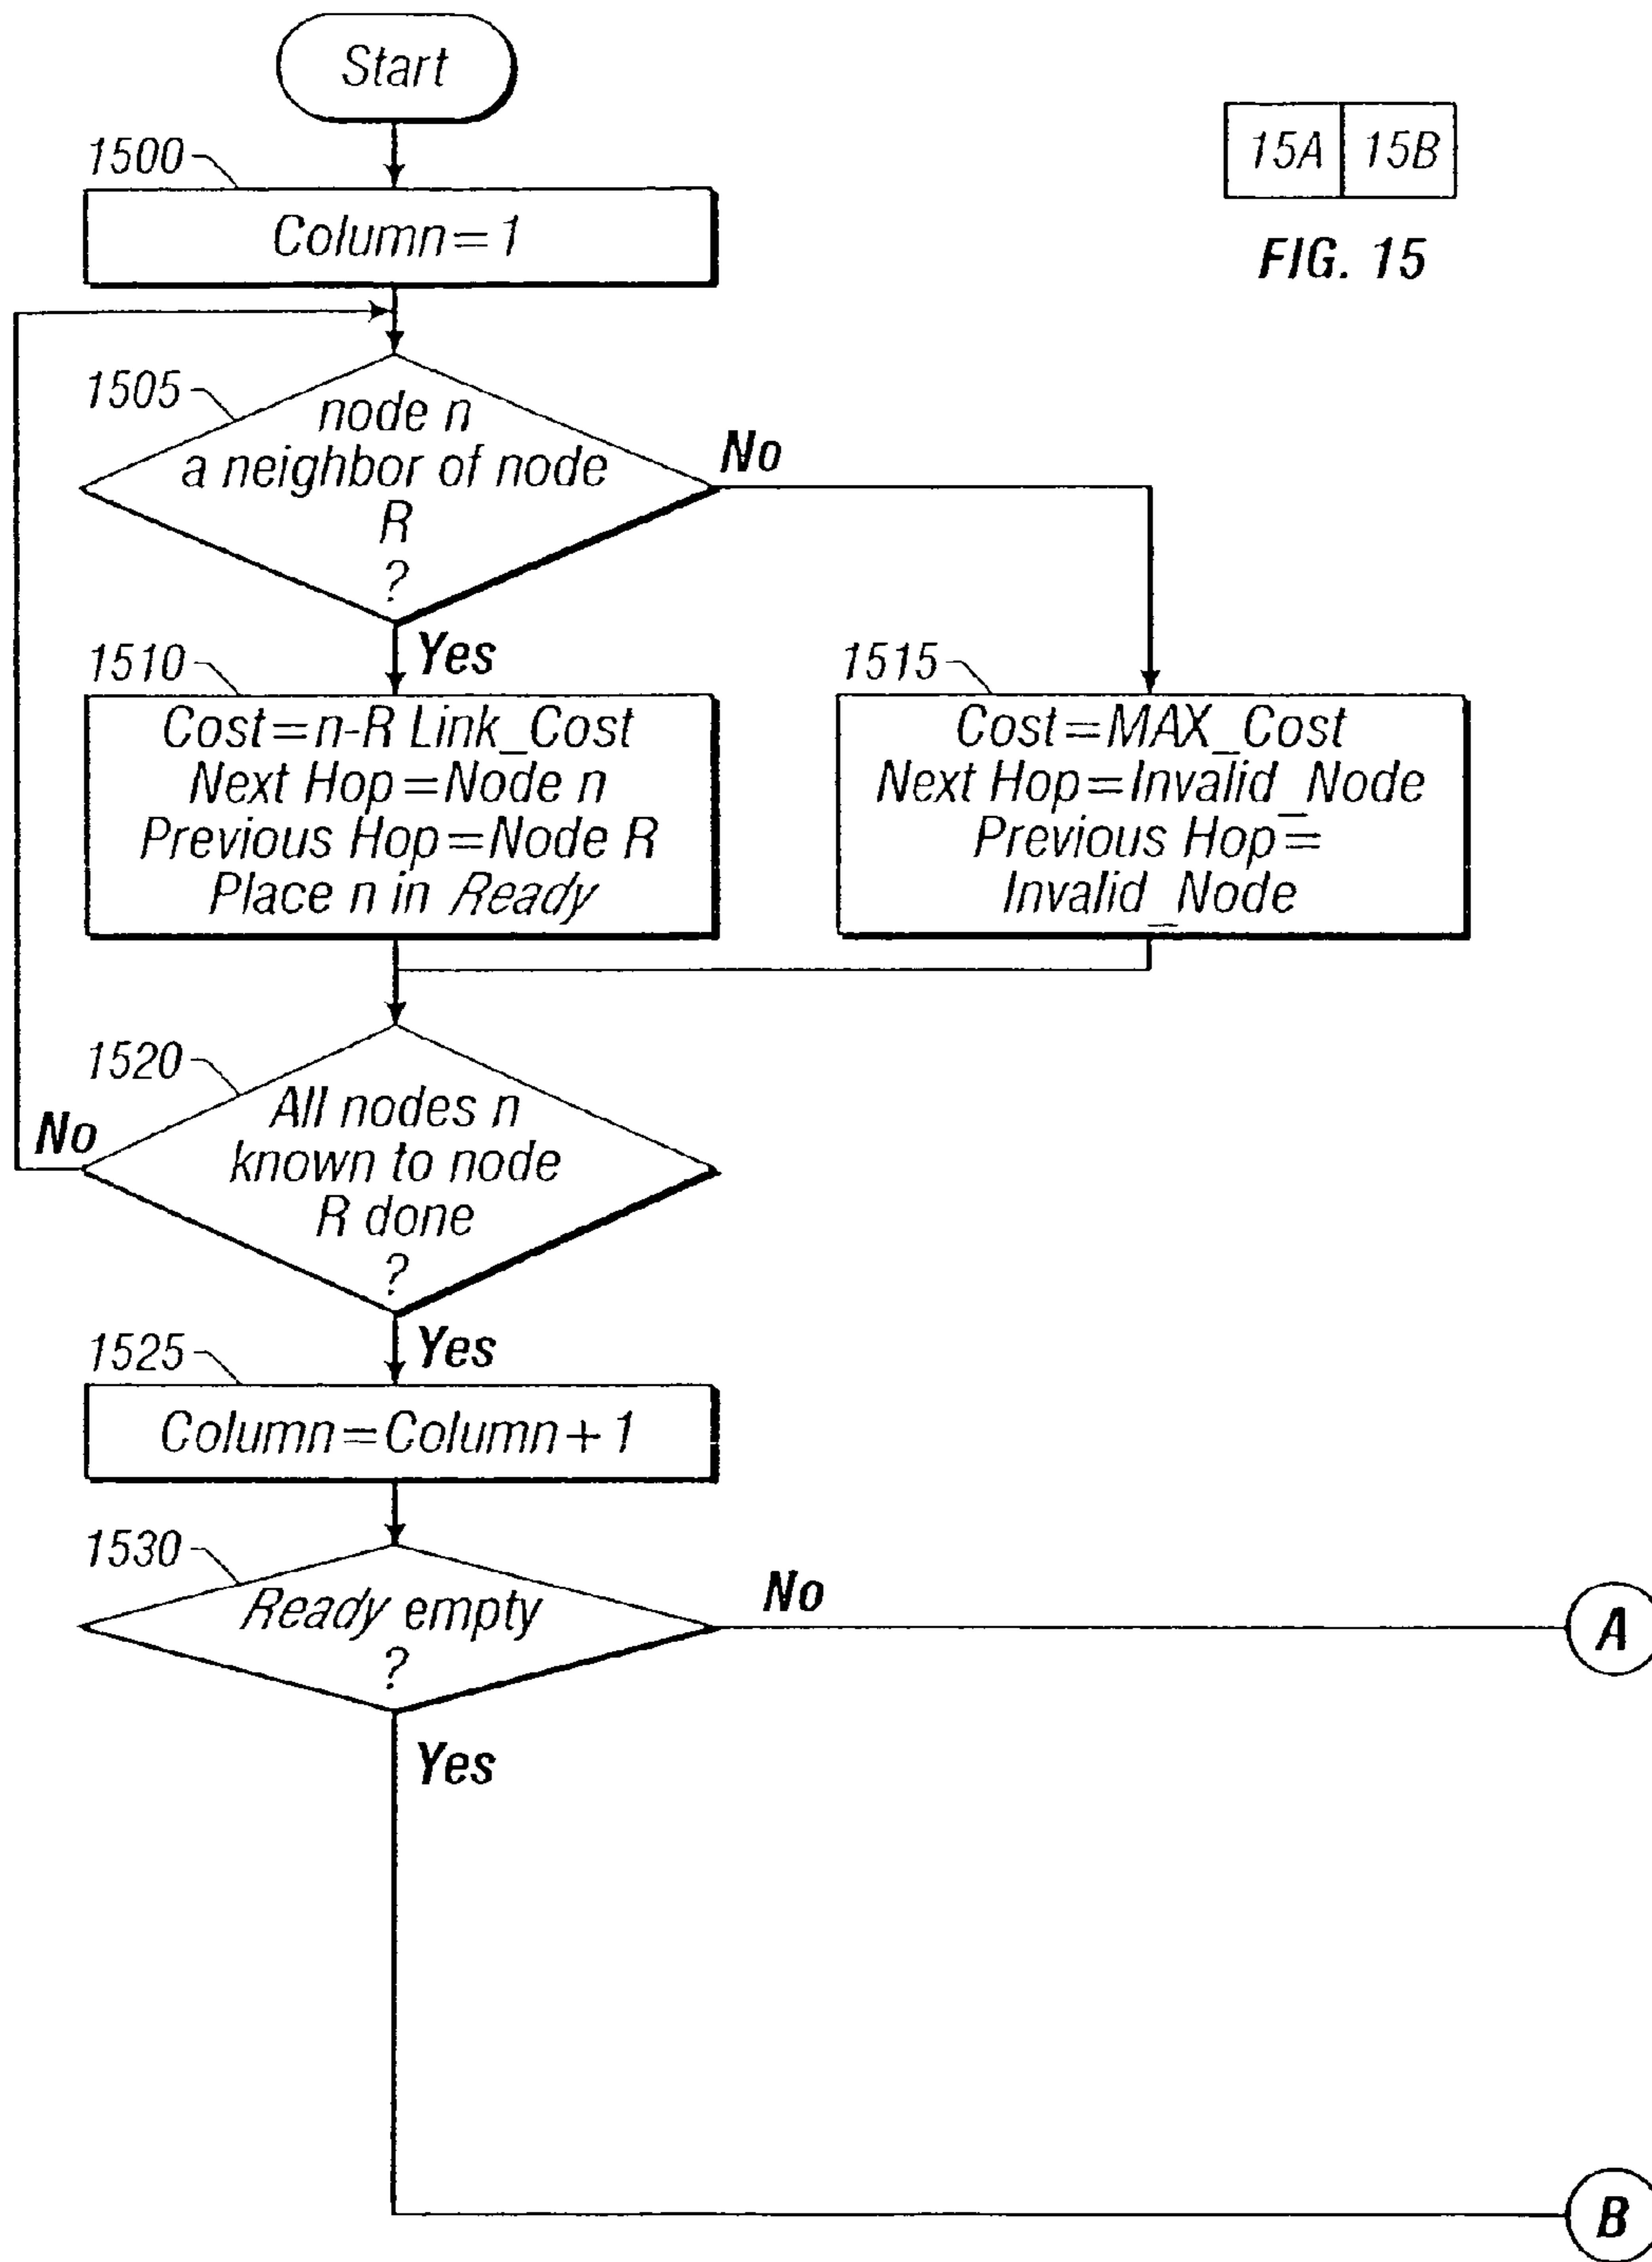 Start
15A 15B
FIG. 15
1500
Column=1
1505
node n
a neighbor of node
R
?
No
Yes
1510
Cost=n-R Link_Cost
Next Hop=Node n
Previous Hop=Node R
Place n in Ready
1515
Cost=MAX_Cost
Next Hop=Invalid_Node
Previous Hop=
Invalid_Node
1520
All nodes n
known to node
R done
?
No
Yes
1525
Column=Column+1
1530
Ready empty
?
No
A
Yes
B